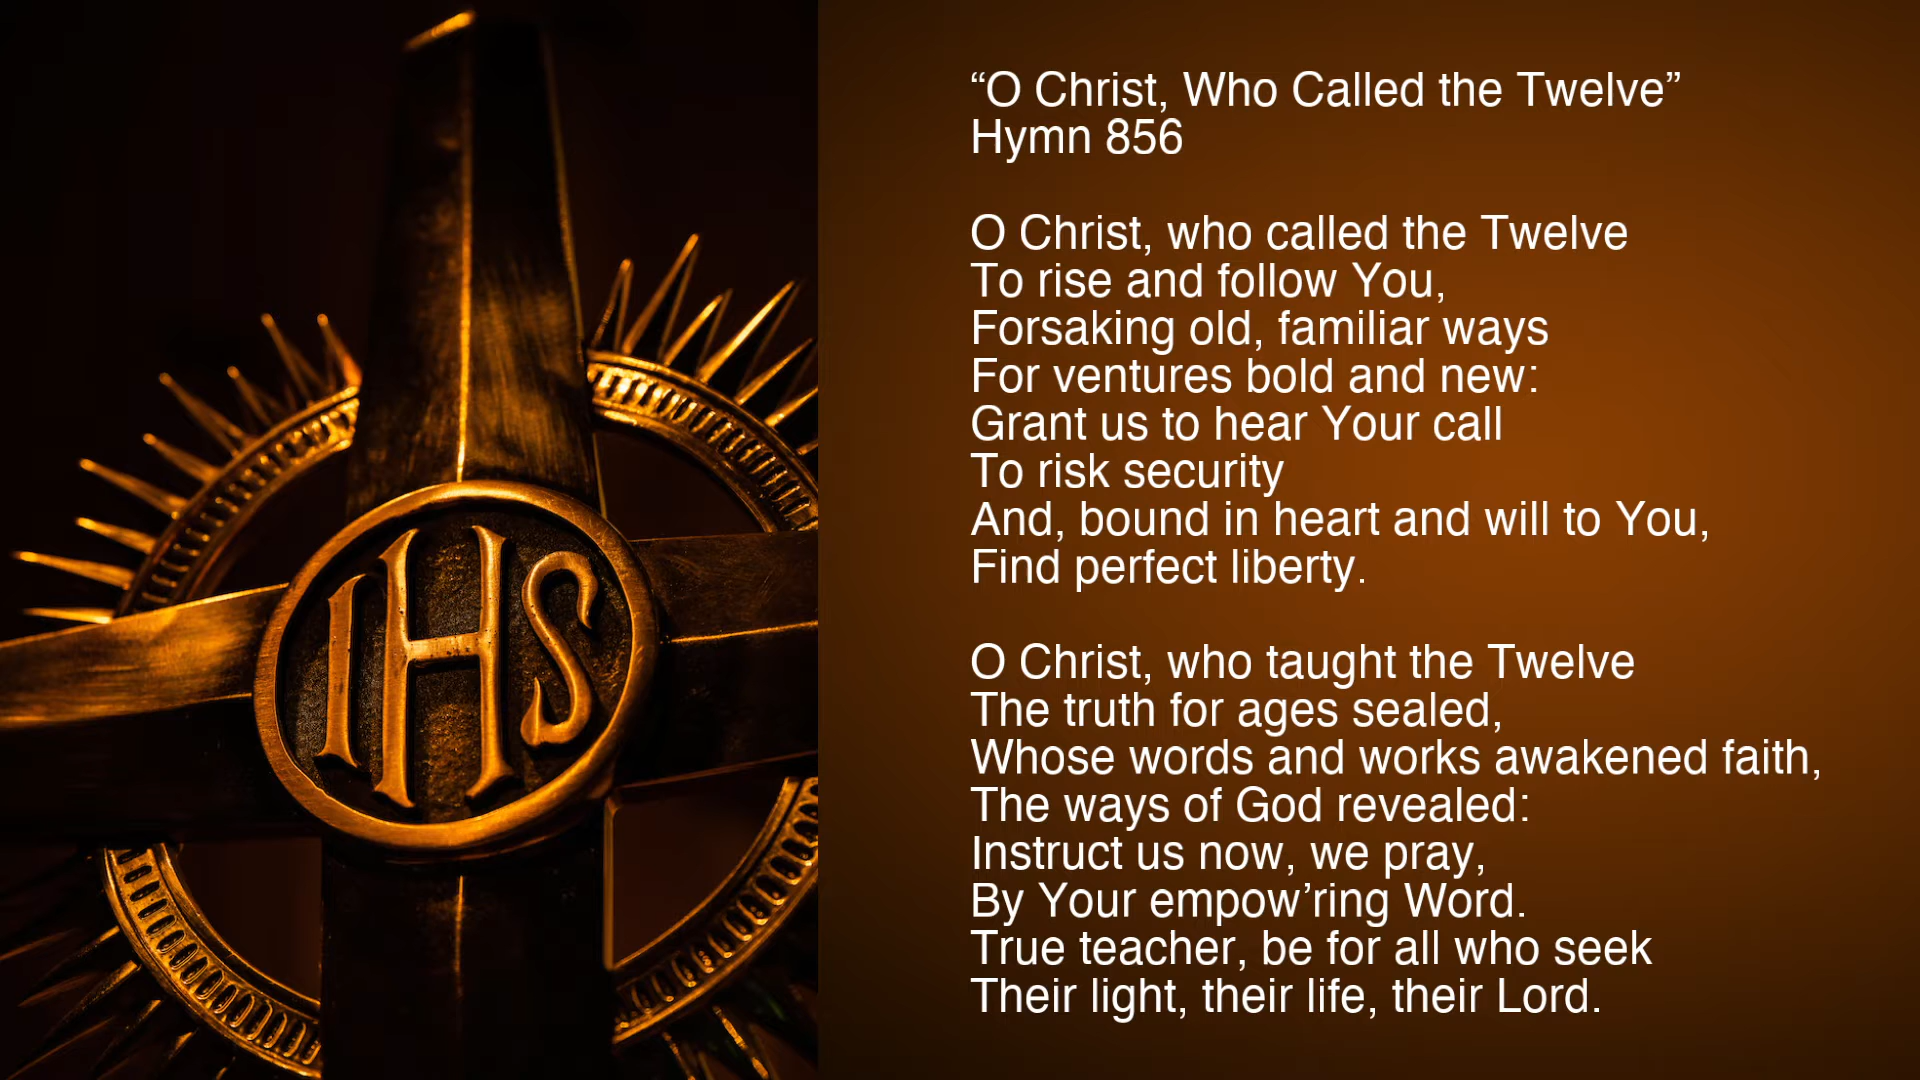 IHS
“O Christ, Who Called the Twelve”
Hymn 856
O Christ, who called the Twelve
To rise and follow You,
Forsaking old, familiar ways
For ventures bold and new:
Grant us to hear Your call
To risk security
And, bound in heart and will to You,
Find perfect liberty.
O Christ, who taught the Twelve
The truth for ages sealed,
Whose words and works awakened faith,
The ways of God revealed:
Instruct us now, we pray,
By Your empow’ring Word.
True teacher, be for all who seek
Their light, their life, their Lord.